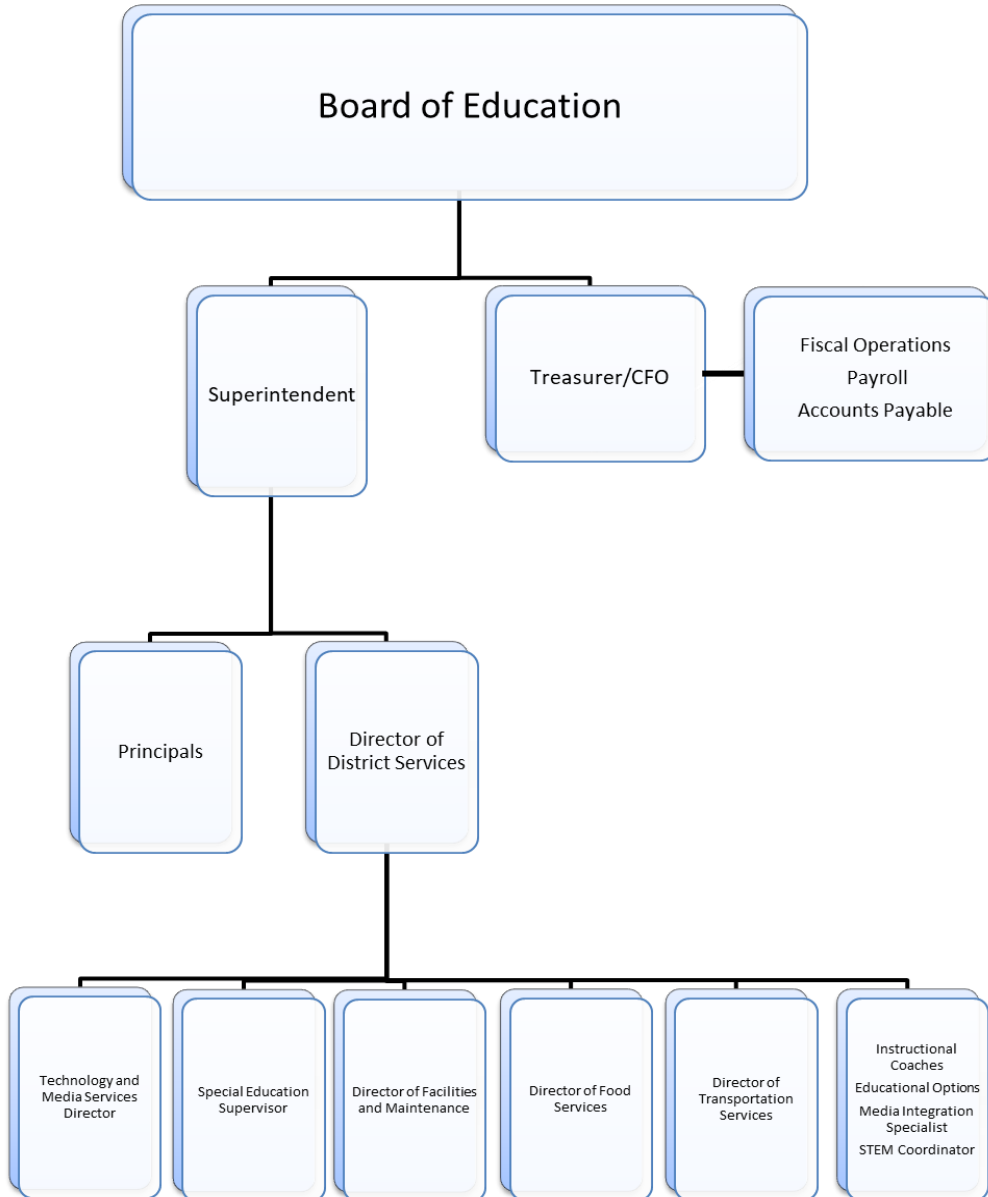 Board of Education
Superintendent
Treasurer/CFO
Fiscal Operations
Payroll
Accounts Payable
Principals
Director of
District Services
Technology and
Media Services
Director
Special Education
Supervisor
Director of Facilities
and Maintenance
Director of Food
Services
Director of
Transportation
Services
Instructional
Coaches
Educational Options
Media Integration
Specialist
STEM Coordinator